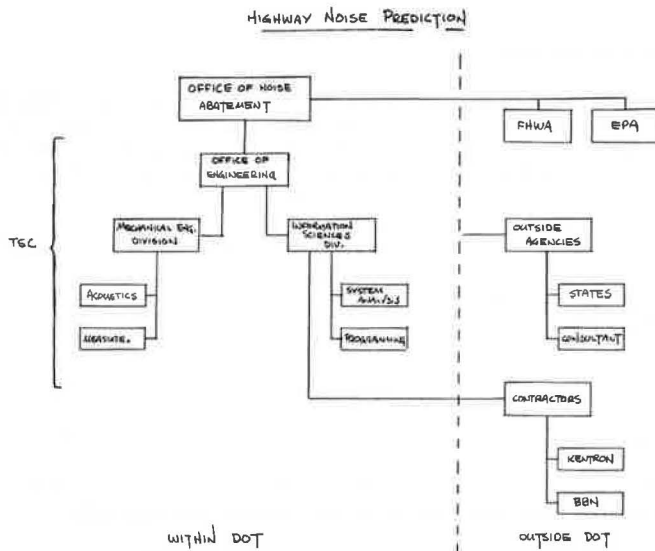 HIGHWAY NOISE PREDICTION
OFFICE OF NOISE
ABATEMENT
FHWA
EPA
OFFICE OF
ENGINEERING
TSC
MECHANICAL ENG.
DIVISION
INFORMATION
SCIENCES
DIV.
OUTSIDE
AGENCIES
ACOUSTICS
SYSTEM
ANALYSIS
STATES
MEASURE.
PROGRAMMING
CONSULTANT
CONTRACTORS
KENTRON
BBN
WITHIN DOT
OUTSIDE DOT